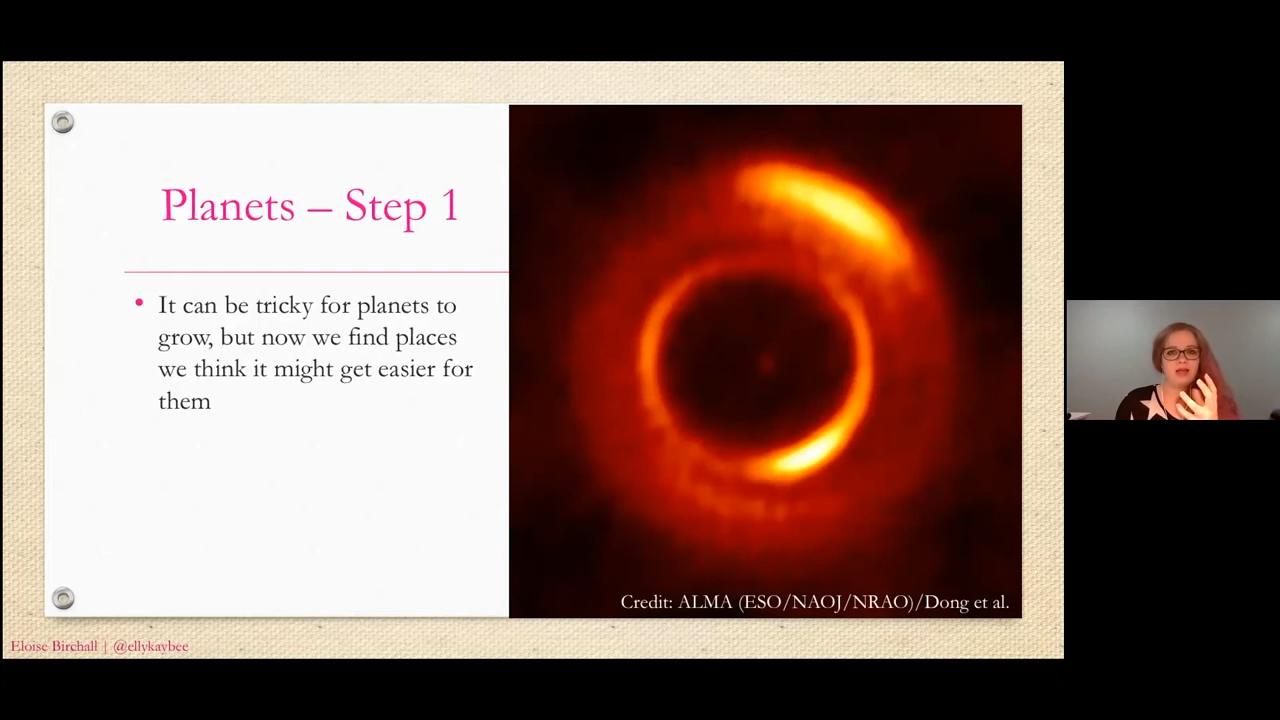 Planets – Step 1
• It can be tricky for planets to
grow, but now we find places
we think it might get easier for
them
Credit: ALMA (ESO/NAOJ/NRAO)/Dong et al.
Eloise Birchall | @ellykaybee